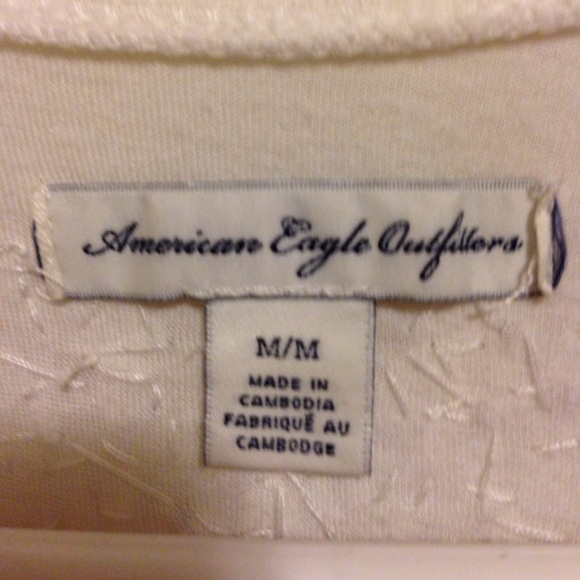 American Eagle Outfitters
M/M
MADE IN
CAMBODIA
FABRIQUÉ AU
CAMBODGE